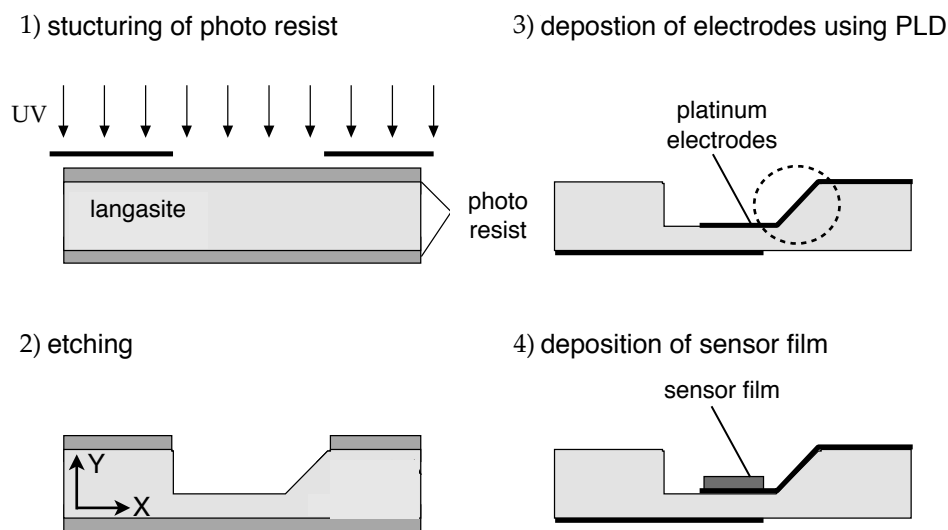 1) stucturing of photo resist
UV
langasite
photo
resist
2) etching
Y
X
3) depostion of electrodes using PLD
platinum
electrodes
4) deposition of sensor film
sensor film